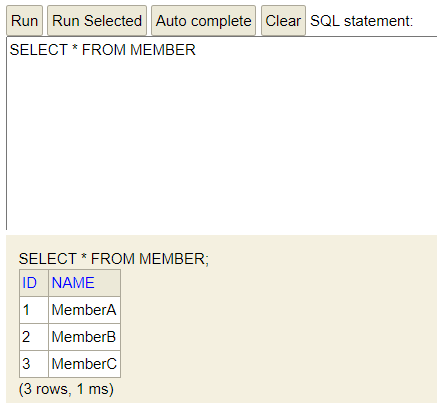 Run Run Selected Auto complete Clear SQL statement:
SELECT * FROM MEMBER
SELECT * FROM MEMBER;
ID NAME
1 MemberA
2 MemberB
3 MemberC
(3 rows, 1 ms)